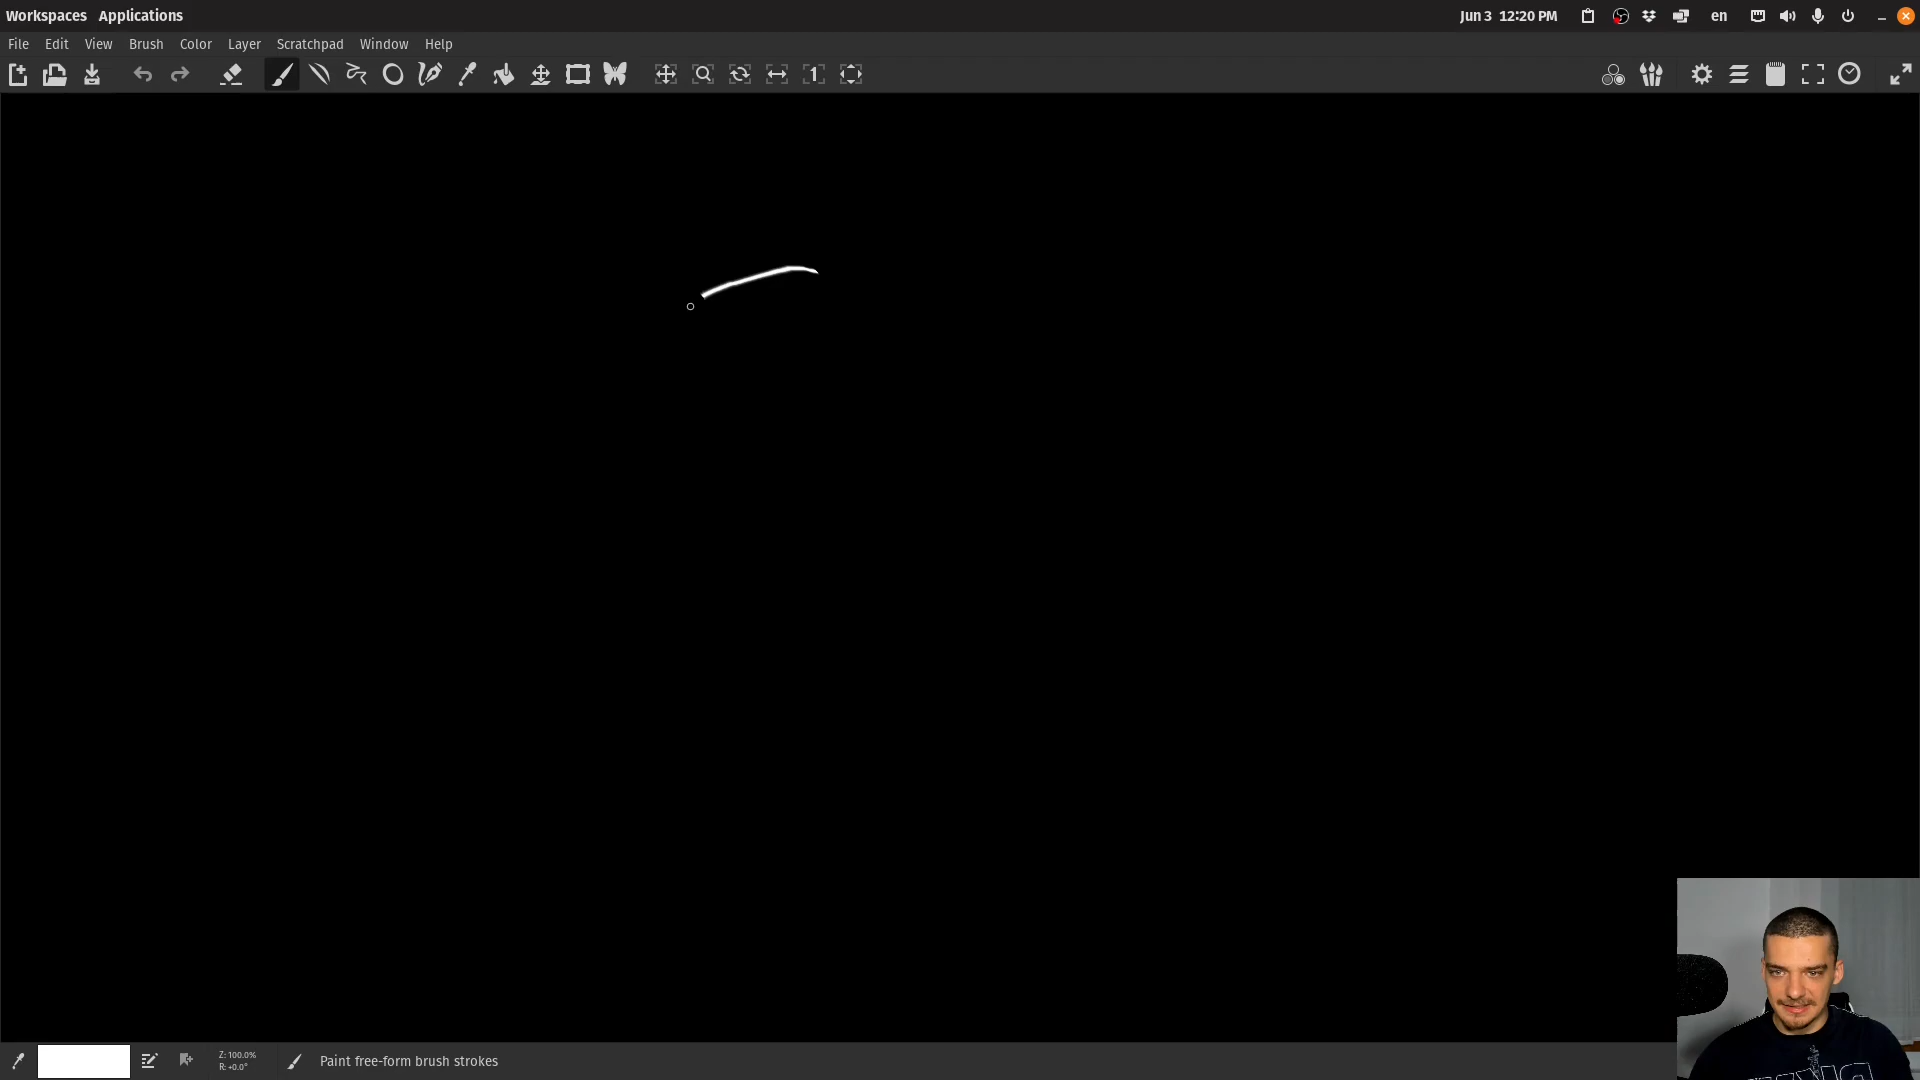 Workspaces Applications
Jun 3 12:20 PM
en
File Edit View Brush Color Layer Scratchpad Window Help
1
Z: 100.0%
R: +0.0°
Paint free-form brush strokes